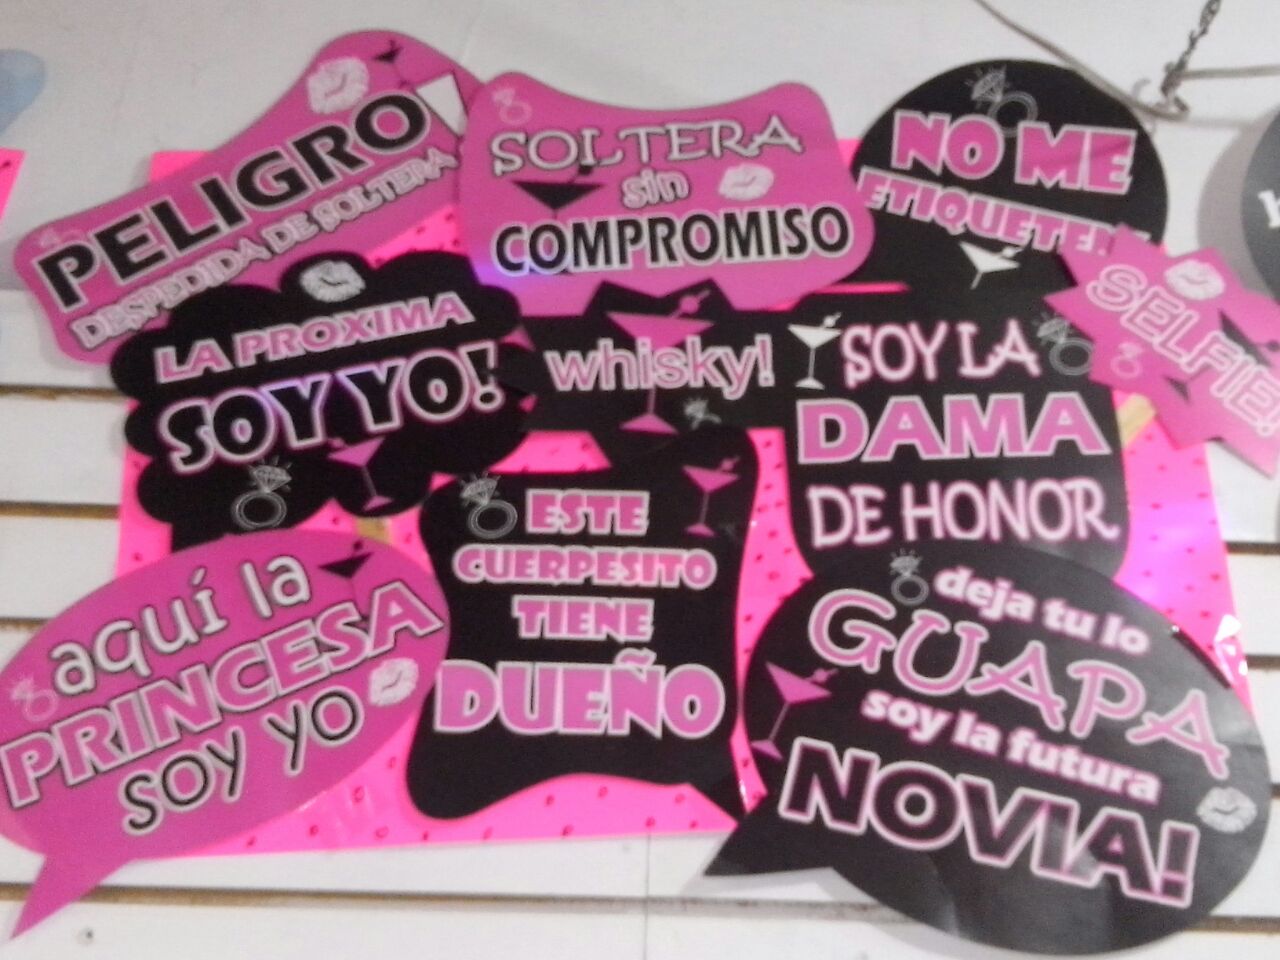 PELIGRO
DESPEDIDA DE SOLTERA
SOLTERA
sin
COMPROMISO
NO ME
LA PROXIMA
SOY YO!
whisky!
SOY LA
DAMA
DE HONOR
SELFIE!
aquí la
PRINCESA
soy yo
ESTE
CUERPESITO
TIENE
DUEÑO
deja tu lo
GUAPA
soy la futura
NOVIA!